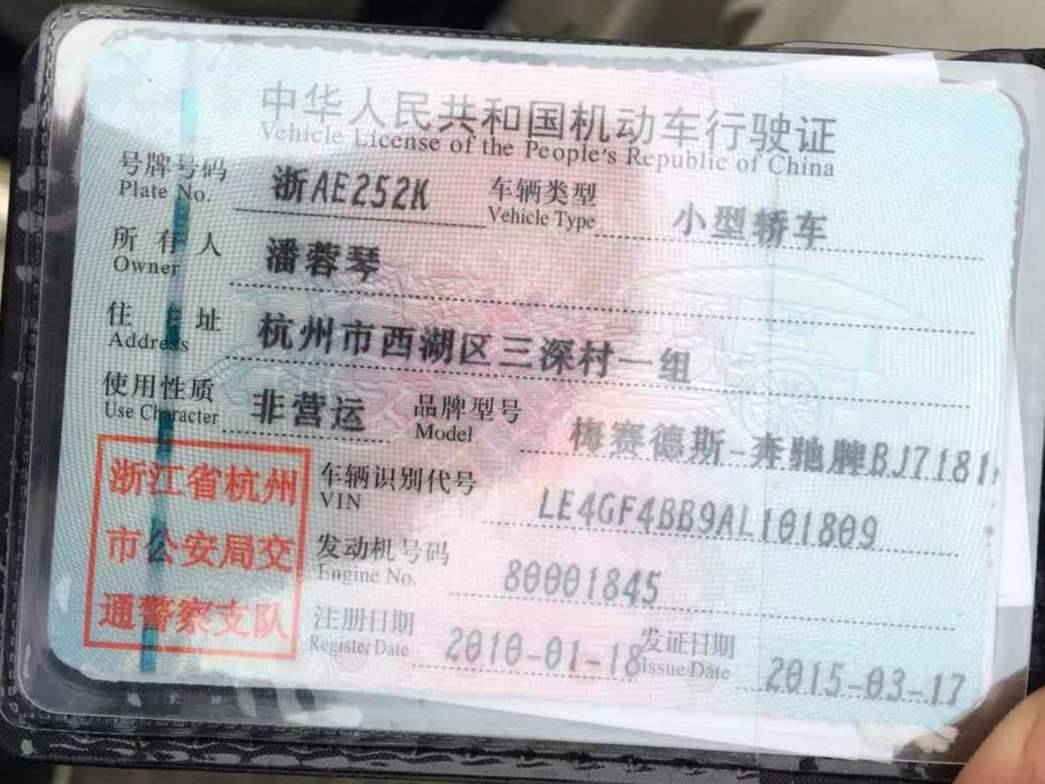 中华人民共和国机动车行驶证
Vehicle License of the People's Republic of China
号牌号码 浙AE252K 车辆类型 小型轿车
Plate No. Vehicle Type
所有人 潘蓉琴
Owner
住址 杭州市西湖区三深村一组
Address
使用性质 非营运 品牌型号 梅赛德斯-奔驰牌BJ7181
Use Character Model
浙江省杭州
市公安局交
通警察支队
车辆识别代号 LE4GF4BB9AL101809
VIN
发动机号码 80001845
Engine No.
注册日期 2010-01-18 发证日期 2015-03-17
Register Date Issue Date